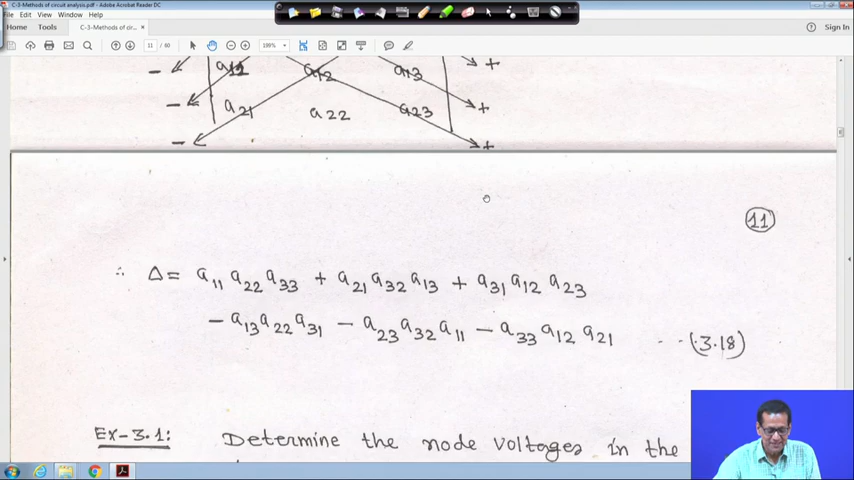 C-3-Methods of circuit analysis.pdf - Adobe Acrobat Reader DC
File Edit View Window Help
Home Tools C-3-Methods of circuit... × Sign In
11 / 60
- a11 a12 a13 +
- a21 a22 a23 +
- +
11
∴ Δ = a11 a22 a33 + a21 a32 a13 + a31 a12 a23
- a13 a22 a31 - a23 a32 a11 - a33 a12 a21 ...(3.18)
Ex-3.1: Determine the node voltages in the